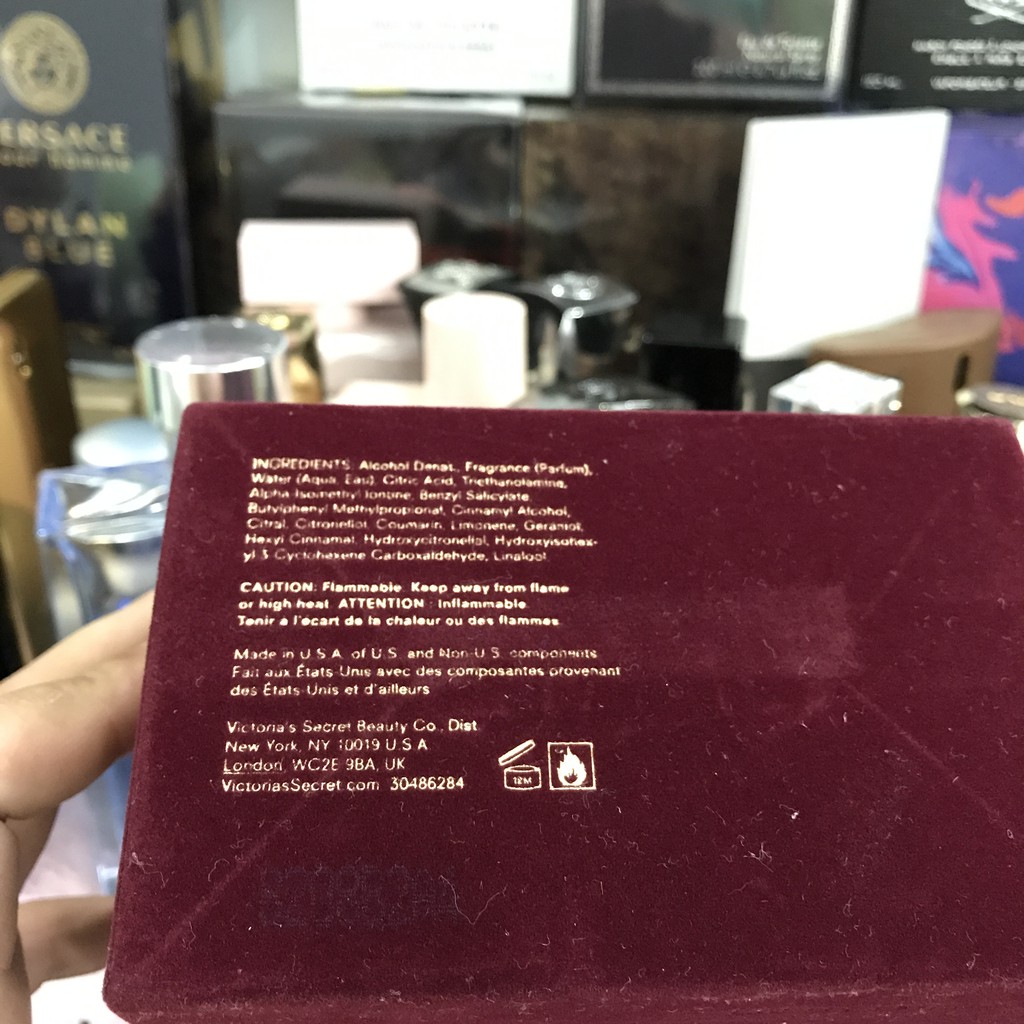 ERSACE
DYLAN
BLUE
INGREDIENTS: Alcohol Denat., Fragrance (Parfum),
Water (Aqua, Eau), Citric Acid, Triethanolamine,
Alpha-Isomethyl Ionone, Benzyl Salicylate,
Butylphenyl Methylpropional, Cinnamyl Alcohol,
Citral, Citronellol, Coumarin, Limonene, Geraniol,
Hexyl Cinnamal, Hydroxycitronellal, Hydroxyisohex-
yl 3-Cyclohexene Carboxaldehyde, Linalool
CAUTION: Flammable. Keep away from flame
or high heat. ATTENTION : Inflammable.
Tenir a l'écart de la chaleur ou des flammes.
Made in U.S.A. of U.S. and Non-U.S. components
Fait aux États-Unis avec des composantes provenant
des États-Unis et d'ailleurs
Victoria's Secret Beauty Co., Dist.
New York, NY 10019 U.S.A.
London, WC2E 9BA, UK
VictoriasSecret.com 30486284
12M